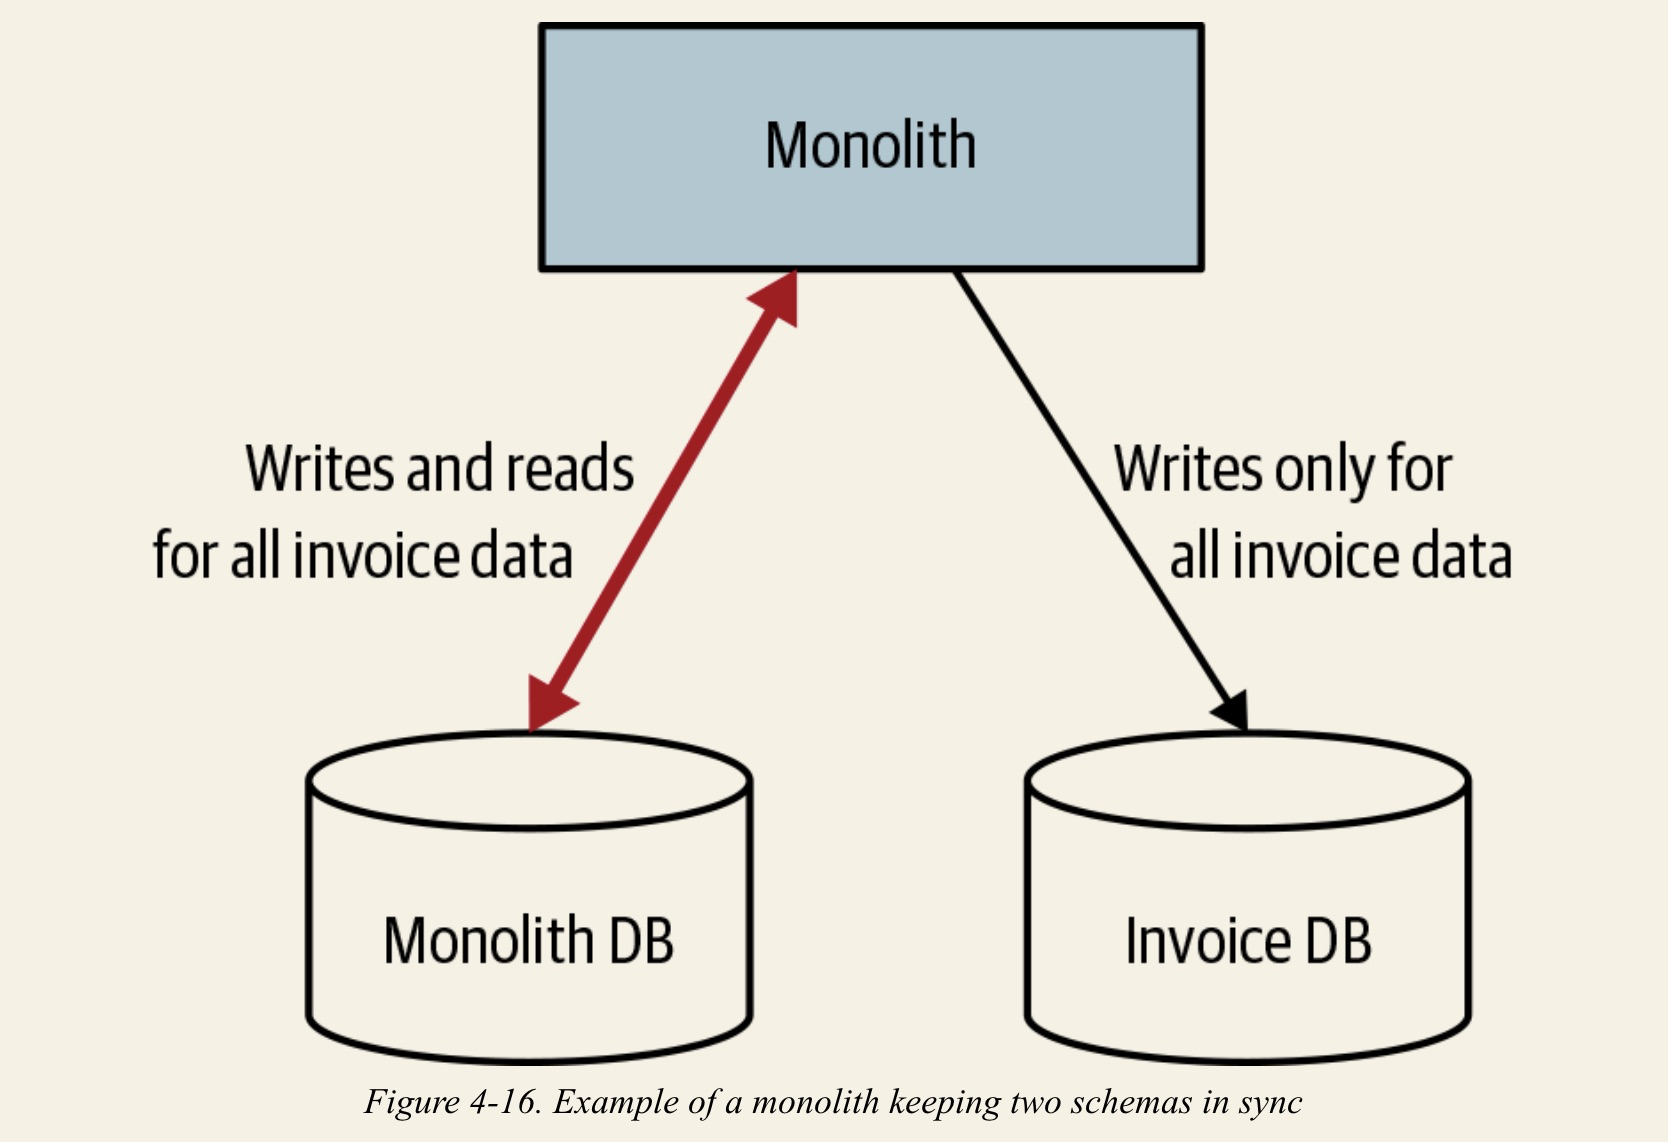 Monolith
Writes and reads
for all invoice data
Writes only for
all invoice data
Monolith DB
Invoice DB
Figure 4-16. Example of a monolith keeping two schemas in sync